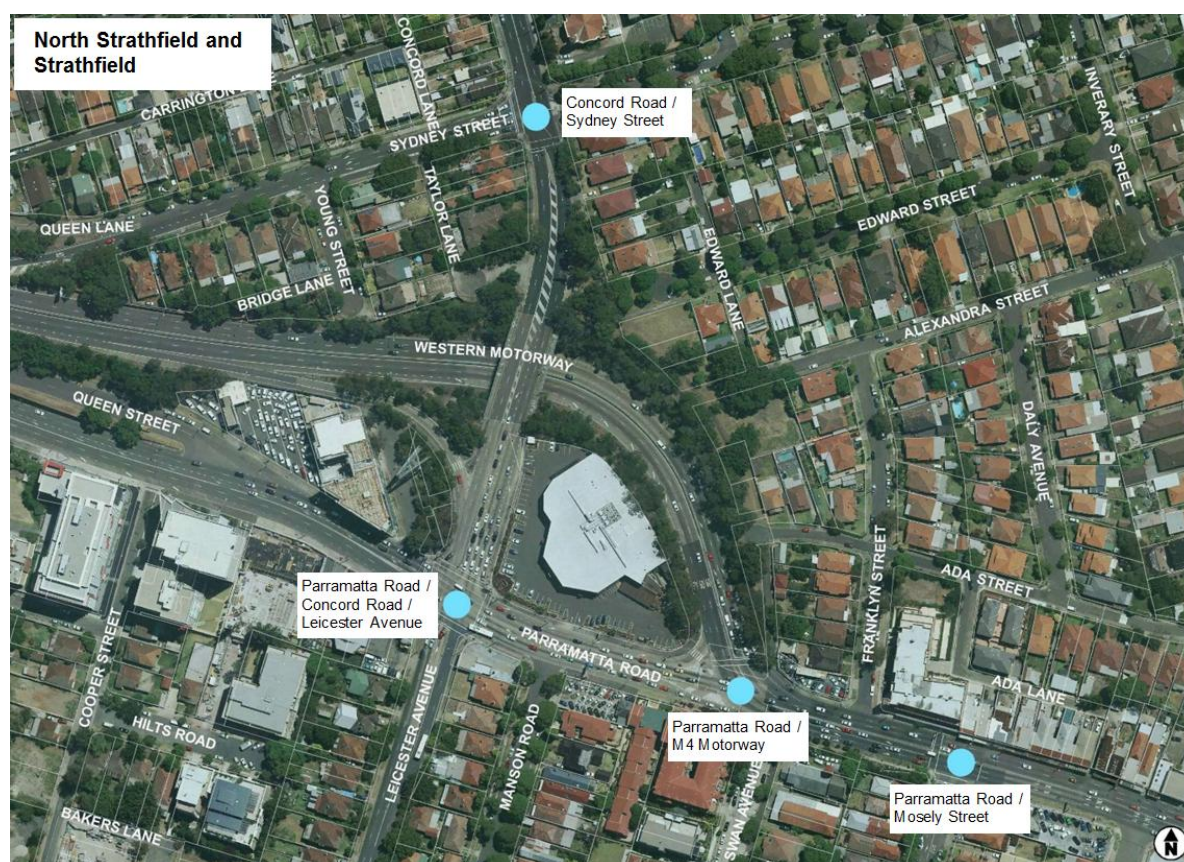 North Strathfield and
Strathfield
CONCORD LANE
CARRINGTON
INVERARY STREET
Concord Road /
Sydney Street
SYDNEY STREET
QUEEN LANE
YOUNG STREET
TAYLOR LANE
EDWARD STREET
EDWARD LANE
BRIDGE LANE
ALEXANDRA STREET
WESTERN MOTORWAY
QUEEN STREET
DALY AVENUE
FRANKLYN STREET
ADA STREET
Parramatta Road /
Concord Road /
Leicester Avenue
COOPER STREET
PARRAMATTA ROAD
ADA LANE
LEICESTER AVENUE
MANSON ROAD
HILTS ROAD
Parramatta Road /
M4 Motorway
SWAN AVENUE
Parramatta Road /
Mosely Street
BAKERS LANE
N